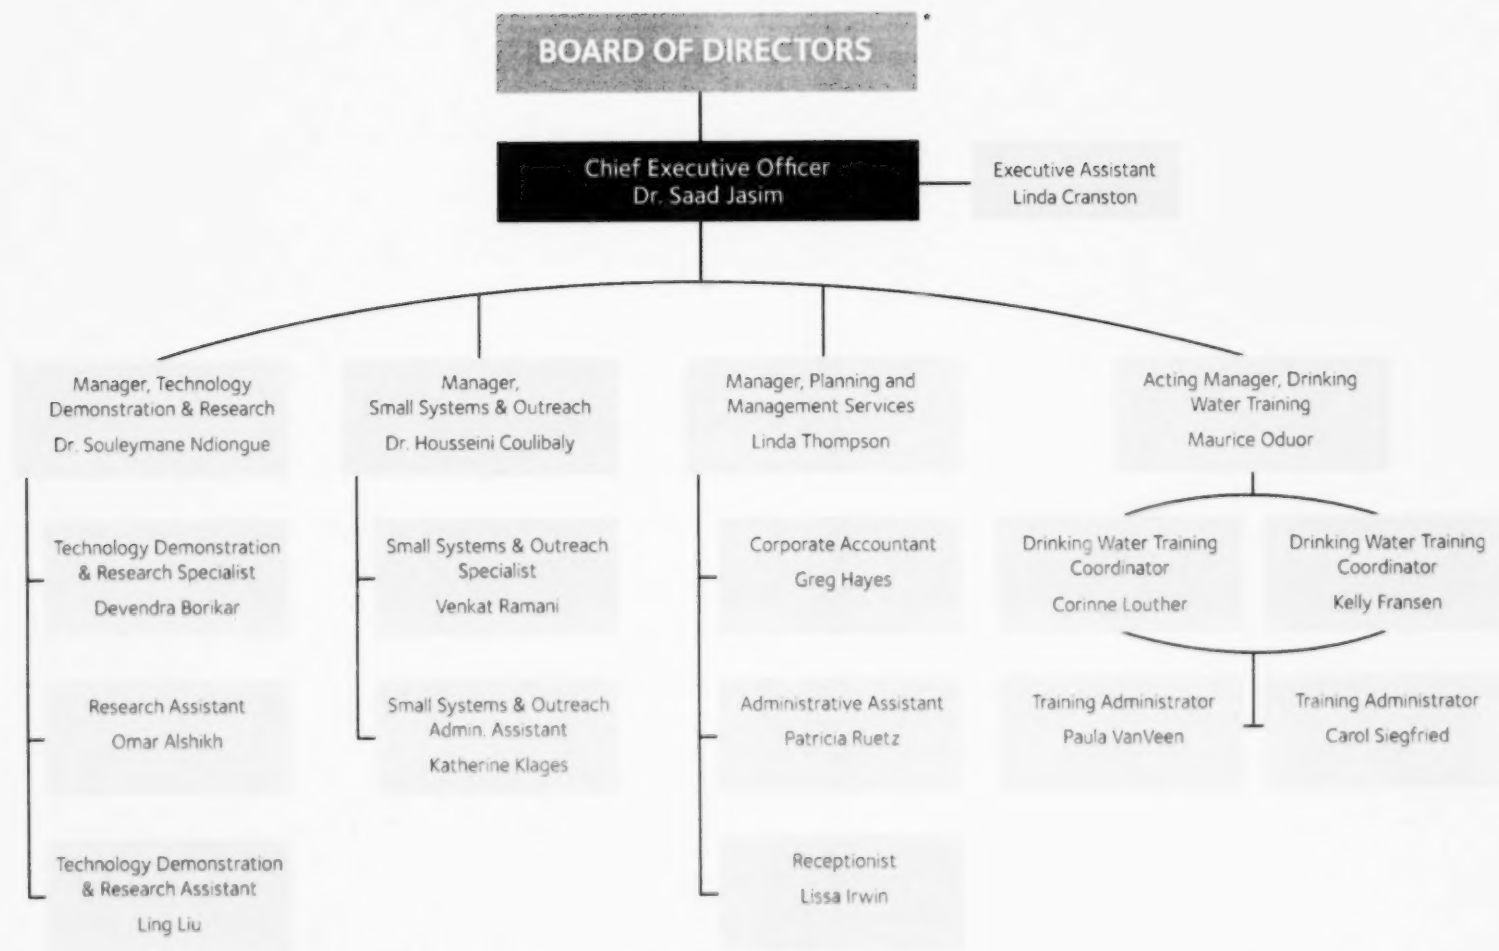 BOARD OF DIRECTORS *
Chief Executive Officer
Dr. Saad Jasim
Executive Assistant
Linda Cranston
Manager, Technology
Demonstration & Research
Dr. Souleymane Ndiongue
Technology Demonstration
& Research Specialist
Devendra Borikar
Research Assistant
Omar Alshikh
Technology Demonstration
& Research Assistant
Ling Liu
Manager,
Small Systems & Outreach
Dr. Housseini Coulibaly
Small Systems & Outreach
Specialist
Venkat Ramani
Small Systems & Outreach
Admin. Assistant
Katherine Klages
Manager, Planning and
Management Services
Linda Thompson
Corporate Accountant
Greg Hayes
Administrative Assistant
Patricia Ruetz
Receptionist
Lissa Irwin
Acting Manager, Drinking
Water Training
Maurice Oduor
Drinking Water Training
Coordinator
Corinne Louther
Drinking Water Training
Coordinator
Kelly Fransen
Training Administrator
Paula VanVeen
Training Administrator
Carol Siegfried